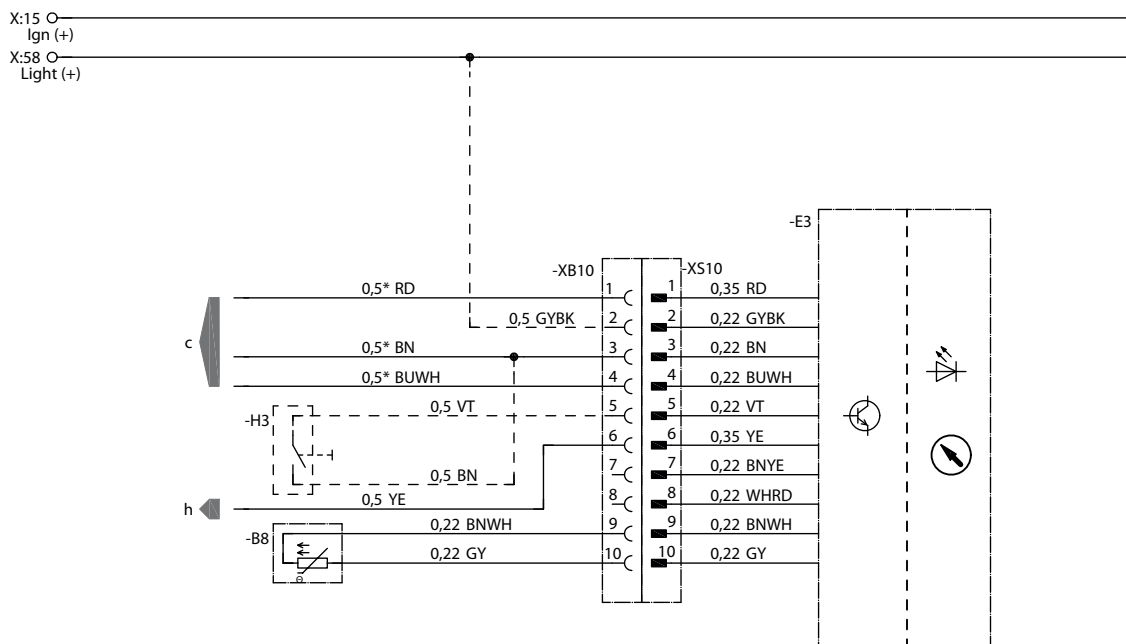 X:15
Ign (+)
X:58
Light (+)
-E3
-XB10 -XS10
0,5* RD 1 1 0,35 RD
0,5 GYBK 2 2 0,22 GYBK
c
0,5* BN 3 3 0,22 BN
0,5* BUWH 4 4 0,22 BUWH
-H3
0,5 VT 5 5 0,22 VT
6 6 0,35 YE
0,5 BN 7 7 0,22 BNYE
h
0,5 YE 8 8 0,22 WHRD
-B8
0,22 BNWH 9 9 0,22 BNWH
0,22 GY 10 10 0,22 GY
Θ